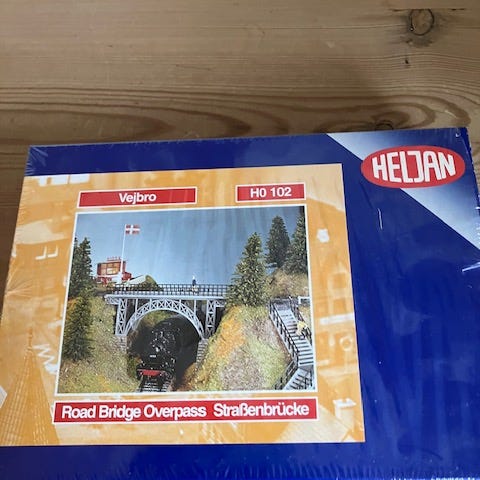 HELJAN
Vejbro
H0 102
Road Bridge Overpass Straßenbrücke